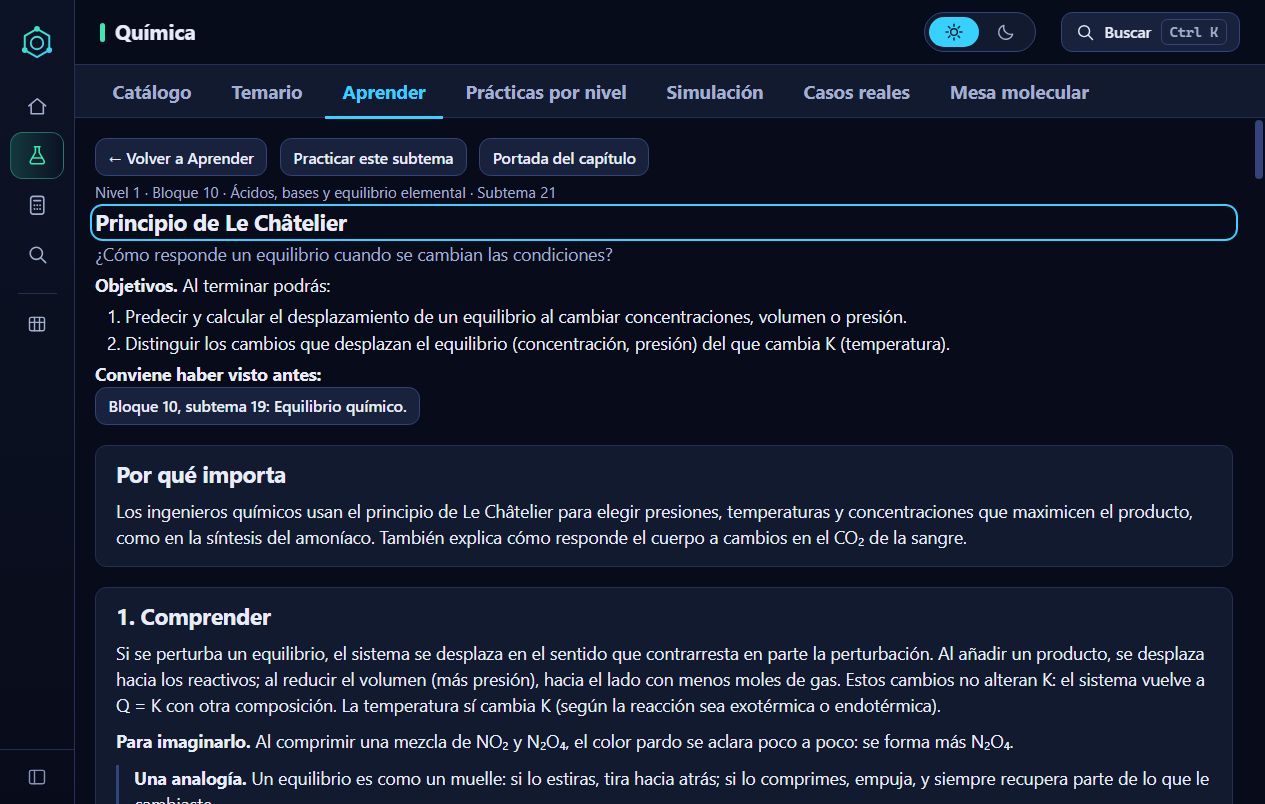 Química
Buscar Ctrl K
Catálogo Temario Aprender Prácticas por nivel Simulación Casos reales Mesa molecular
← Volver a Aprender Practicar este subtema Portada del capítulo
Nivel 1 · Bloque 10 · Ácidos, bases y equilibrio elemental · Subtema 21
Principio de Le Châtelier
¿Cómo responde un equilibrio cuando se cambian las condiciones?
Objetivos. Al terminar podrás:
1. Predecir y calcular el desplazamiento de un equilibrio al cambiar concentraciones, volumen o presión.
2. Distinguir los cambios que desplazan el equilibrio (concentración, presión) del que cambia K (temperatura).
Conviene haber visto antes:
Bloque 10, subtema 19: Equilibrio químico.
Por qué importa
Los ingenieros químicos usan el principio de Le Châtelier para elegir presiones, temperaturas y concentraciones que maximicen el producto,
como en la síntesis del amoníaco. También explica cómo responde el cuerpo a cambios en el CO₂ de la sangre.
1. Comprender
Si se perturba un equilibrio, el sistema se desplaza en el sentido que contrarresta en parte la perturbación. Al añadir un producto, se desplaza
hacia los reactivos; al reducir el volumen (más presión), hacia el lado con menos moles de gas. Estos cambios no alteran K: el sistema vuelve a
Q = K con otra composición. La temperatura sí cambia K (según la reacción sea exotérmica o endotérmica).
Para imaginarlo. Al comprimir una mezcla de NO₂ y N₂O₄, el color pardo se aclara poco a poco: se forma más N₂O₄.
Una analogía. Un equilibrio es como un muelle: si lo estiras, tira hacia atrás; si lo comprimes, empuja, y siempre recupera parte de lo que le